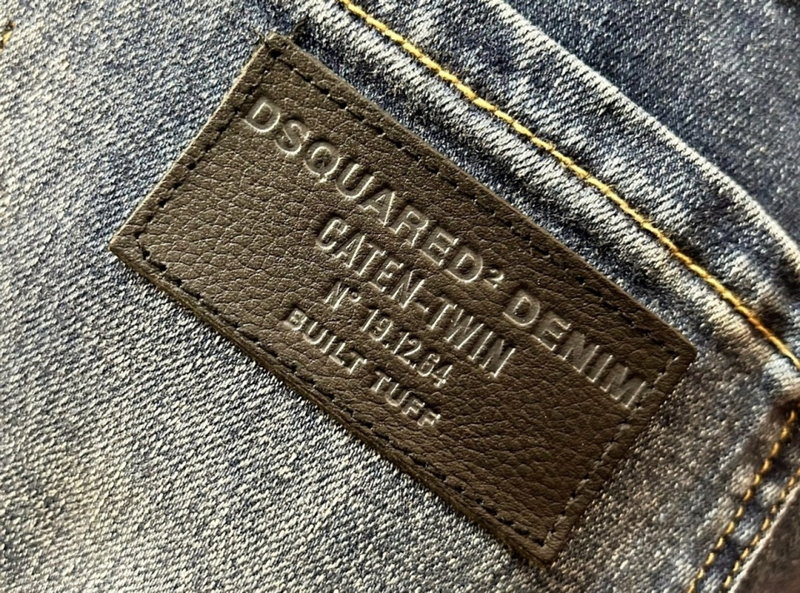 DSQUARED² DENIM
CATEN-TWIN
N° 19.12.64
BUILT TUFF